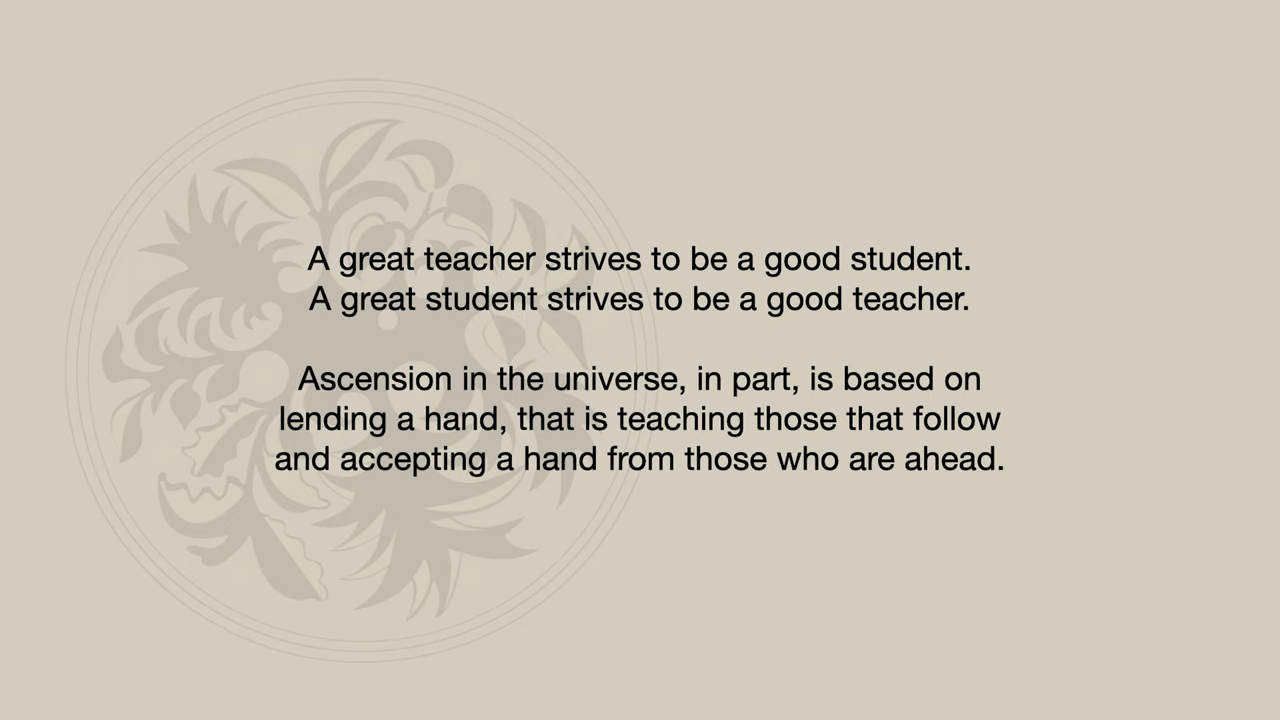 A great teacher strives to be a good student.
A great student strives to be a good teacher.
Ascension in the universe, in part, is based on
lending a hand, that is teaching those that follow
and accepting a hand from those who are ahead.